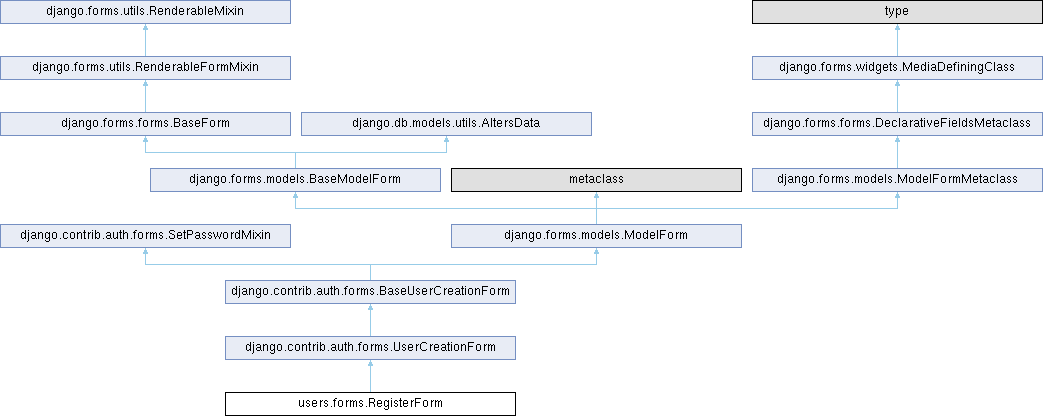 django.forms.utils.RenderableMixin
type
django.forms.utils.RenderableFormMixin
django.forms.widgets.MediaDefiningClass
django.forms.forms.BaseForm
django.db.models.utils.AltersData
django.forms.forms.DeclarativeFieldsMetaclass
django.forms.models.BaseModelForm
metaclass
django.forms.models.ModelFormMetaclass
django.contrib.auth.forms.SetPasswordMixin
django.forms.models.ModelForm
django.contrib.auth.forms.BaseUserCreationForm
django.contrib.auth.forms.UserCreationForm
users.forms.RegisterForm